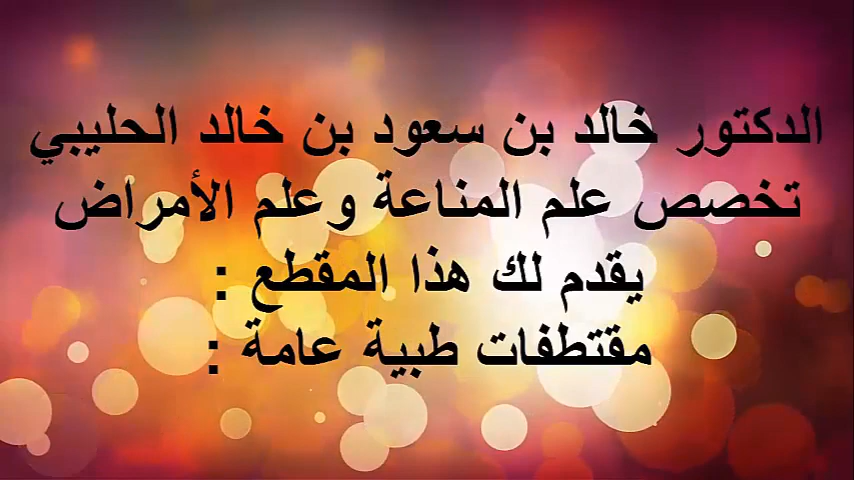 الدكتور خالد بن سعود بن خالد الحليبي
تخصص علم المناعة وعلم الأمراض
يقدم لك هذا المقطع :
مقتطفات طبية عامة :